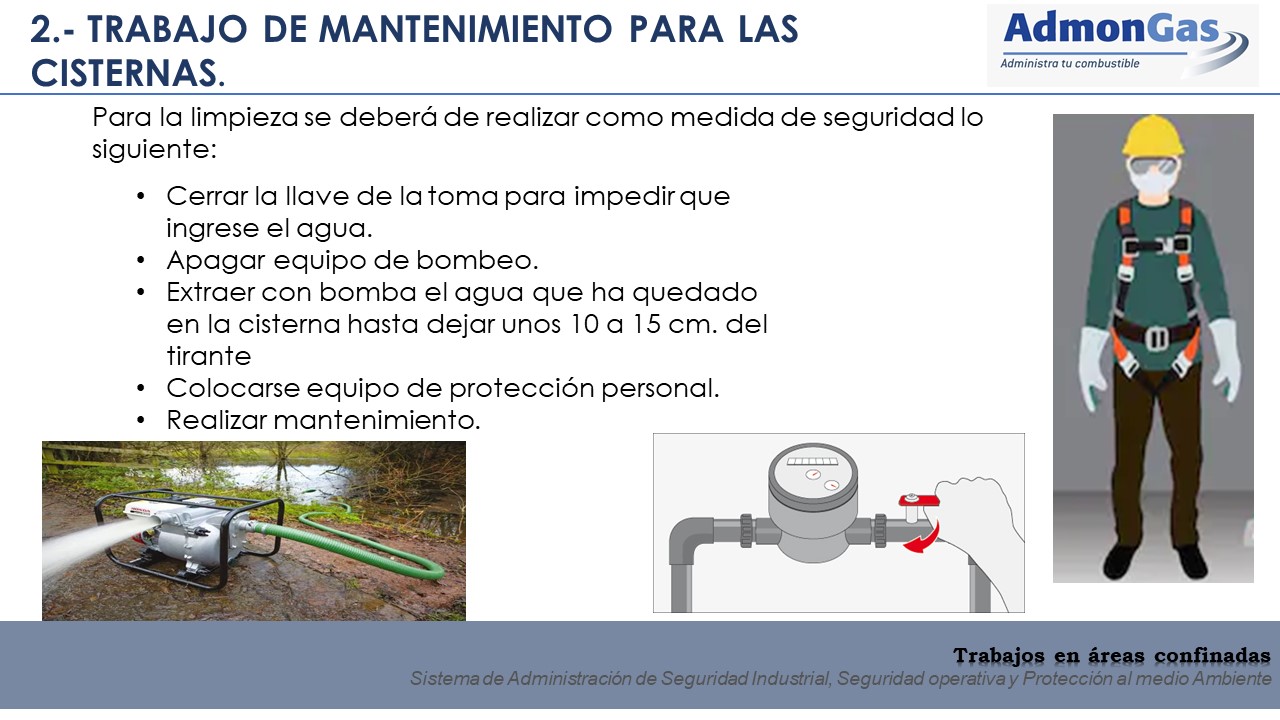 2.- TRABAJO DE MANTENIMIENTO PARA LAS
CISTERNAS.
AdmonGas
Administra tu combustible
Para la limpieza se deberá de realizar como medida de seguridad lo
siguiente:
• Cerrar la llave de la toma para impedir que
ingrese el agua.
• Apagar equipo de bombeo.
• Extraer con bomba el agua que ha quedado
en la cisterna hasta dejar unos 10 a 15 cm. del
tirante
• Colocarse equipo de protección personal.
• Realizar mantenimiento.
Trabajos en áreas confinadas
Sistema de Administración de Seguridad Industrial, Seguridad operativa y Protección al medio Ambiente